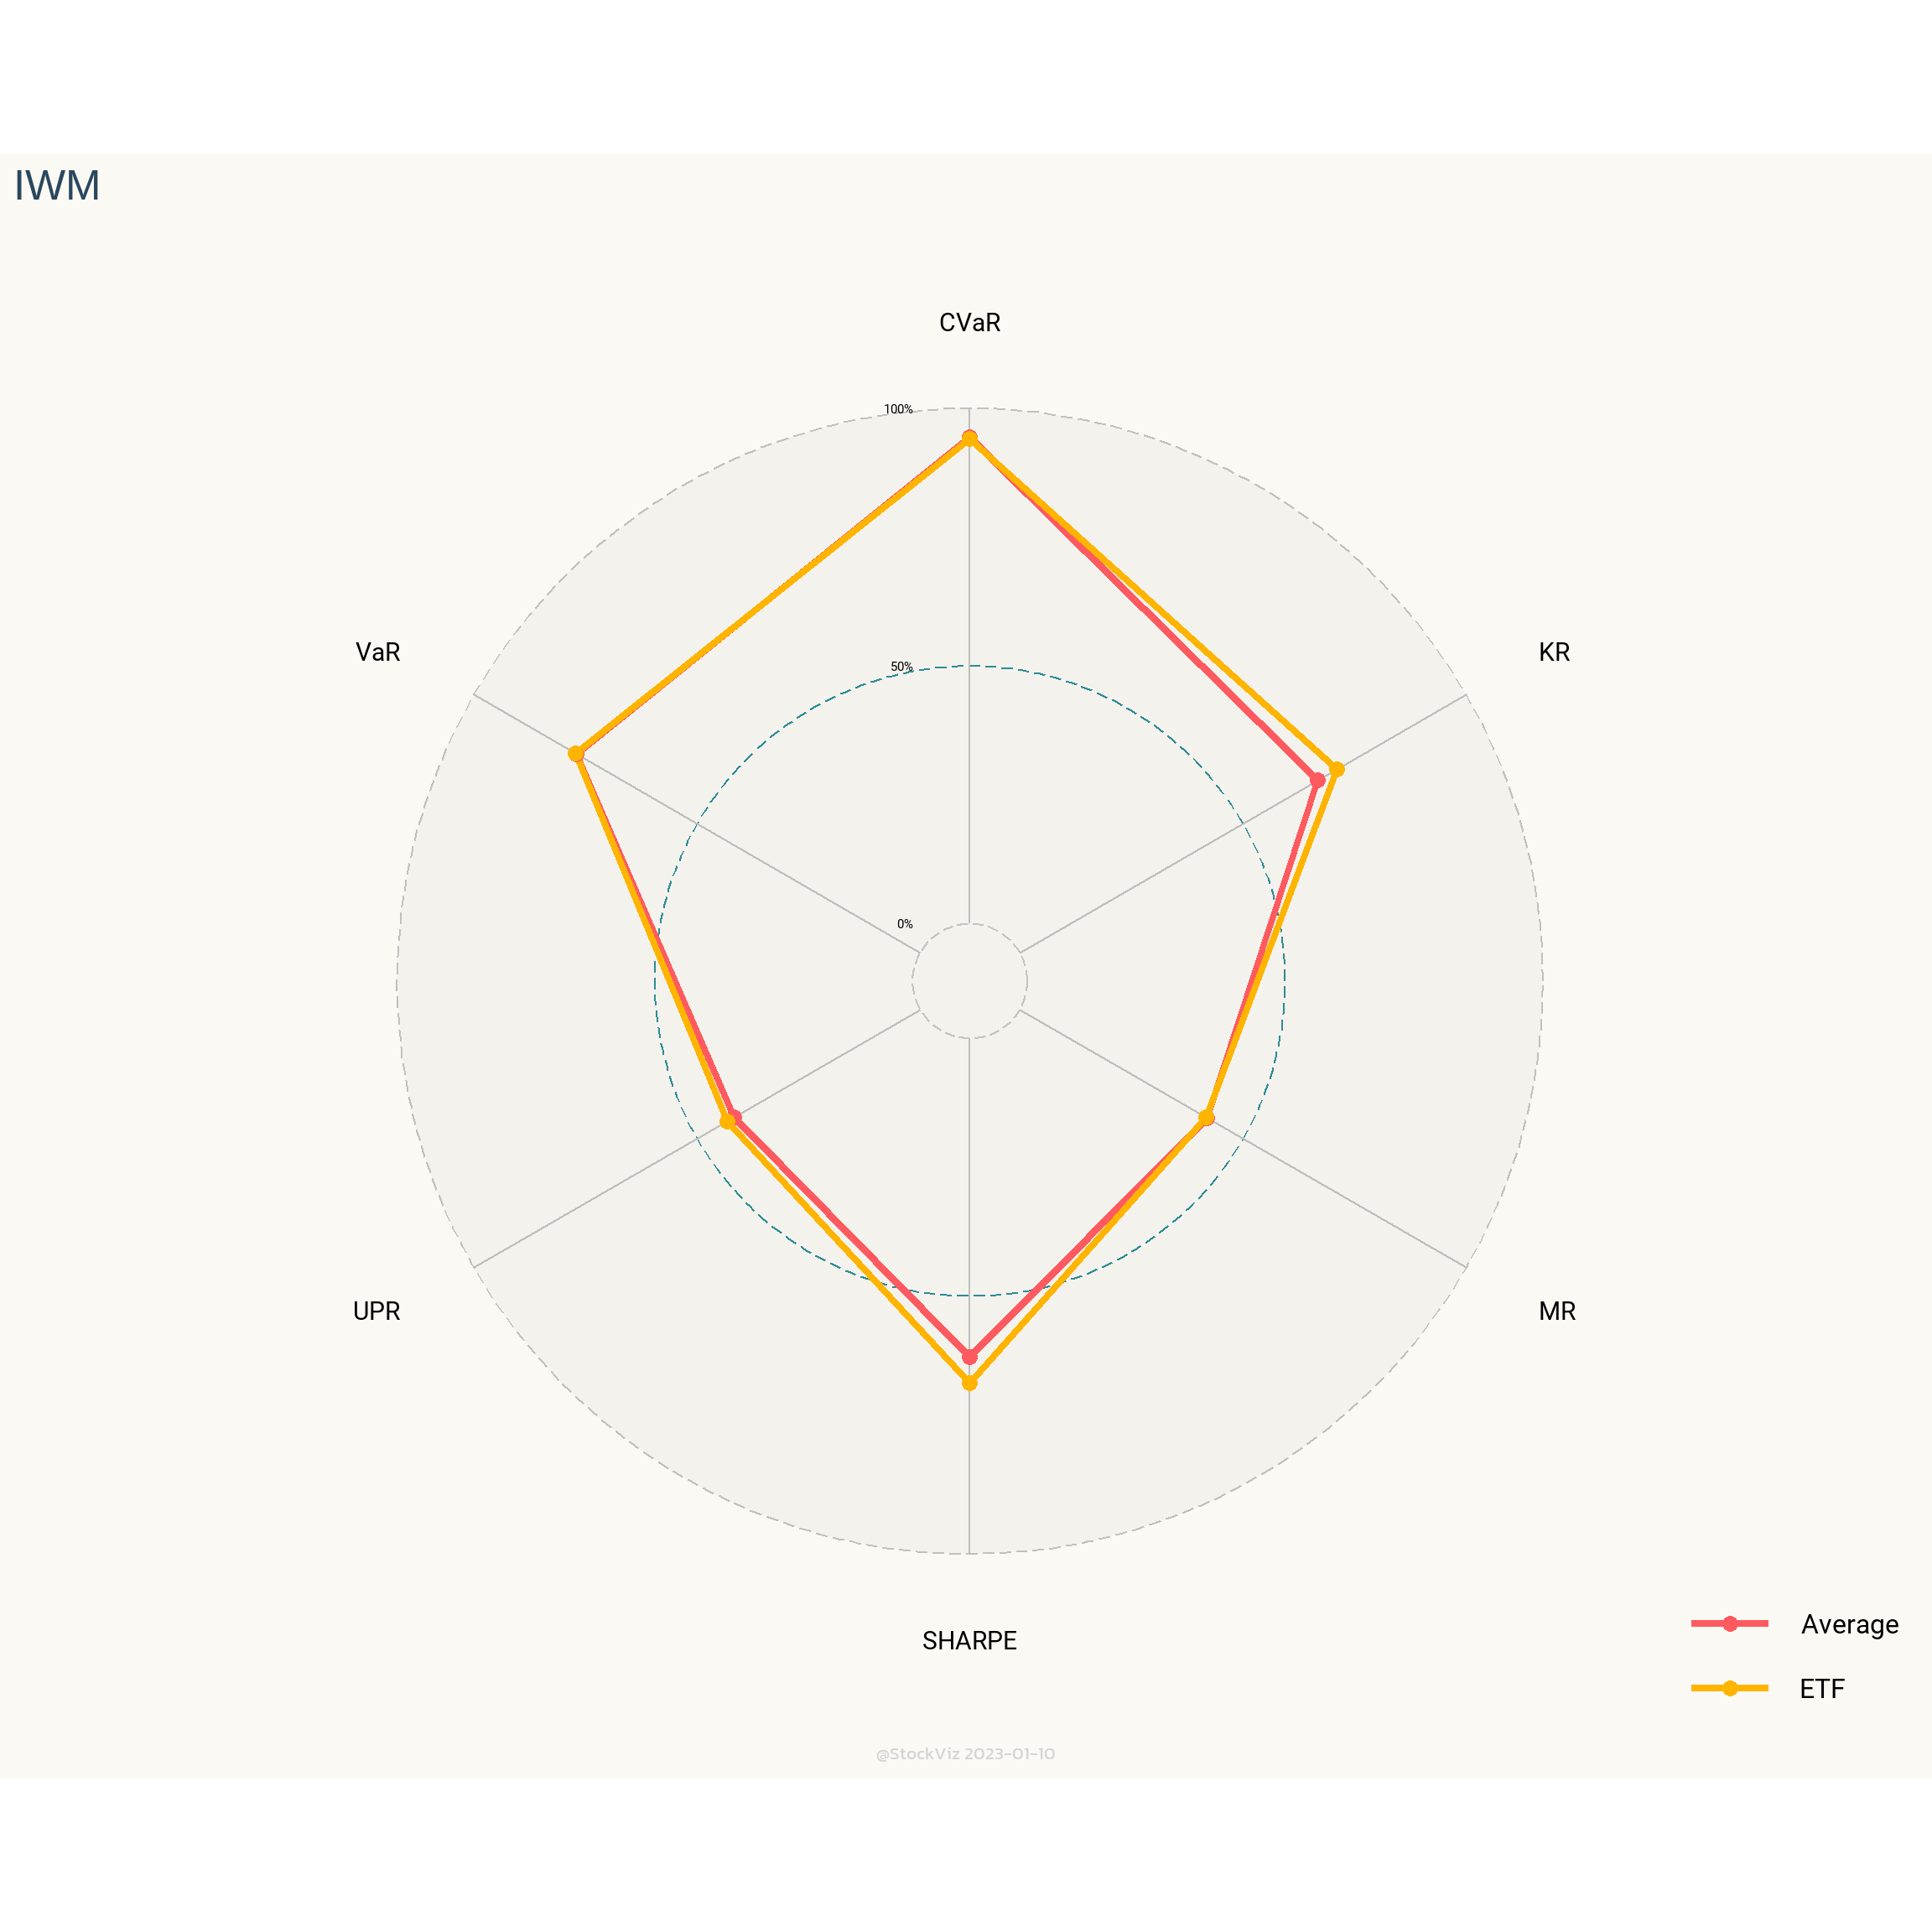 IWM
CVaR
100%
KR
VaR
50%
0%
UPR
MR
SHARPE
Average
ETF
@StockViz 2023-01-10